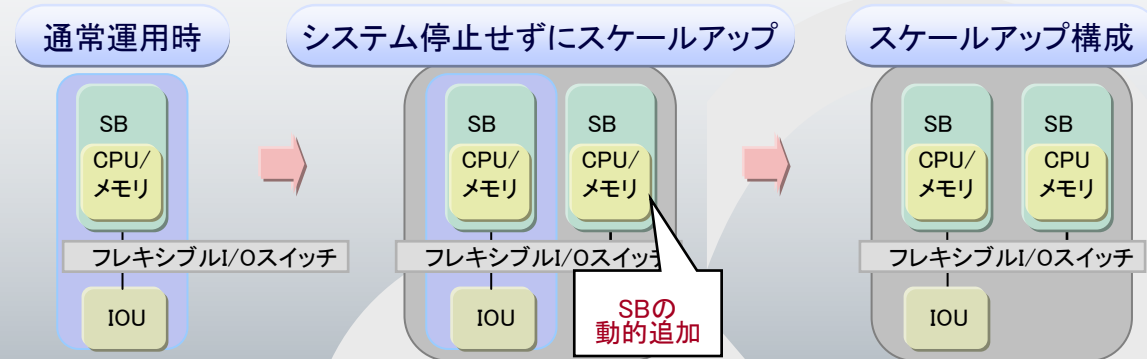 通常運用時
システム停止せずにスケールアップ
スケールアップ構成
SB
CPU/
メモリ
フレキシブルI/Oスイッチ
IOU
SB
CPU/
メモリ
SB
CPU/
メモリ
フレキシブルI/Oスイッチ
IOU
SBの
動的追加
SB
CPU/
メモリ
SB
CPU
メモリ
フレキシブルI/Oスイッチ
IOU